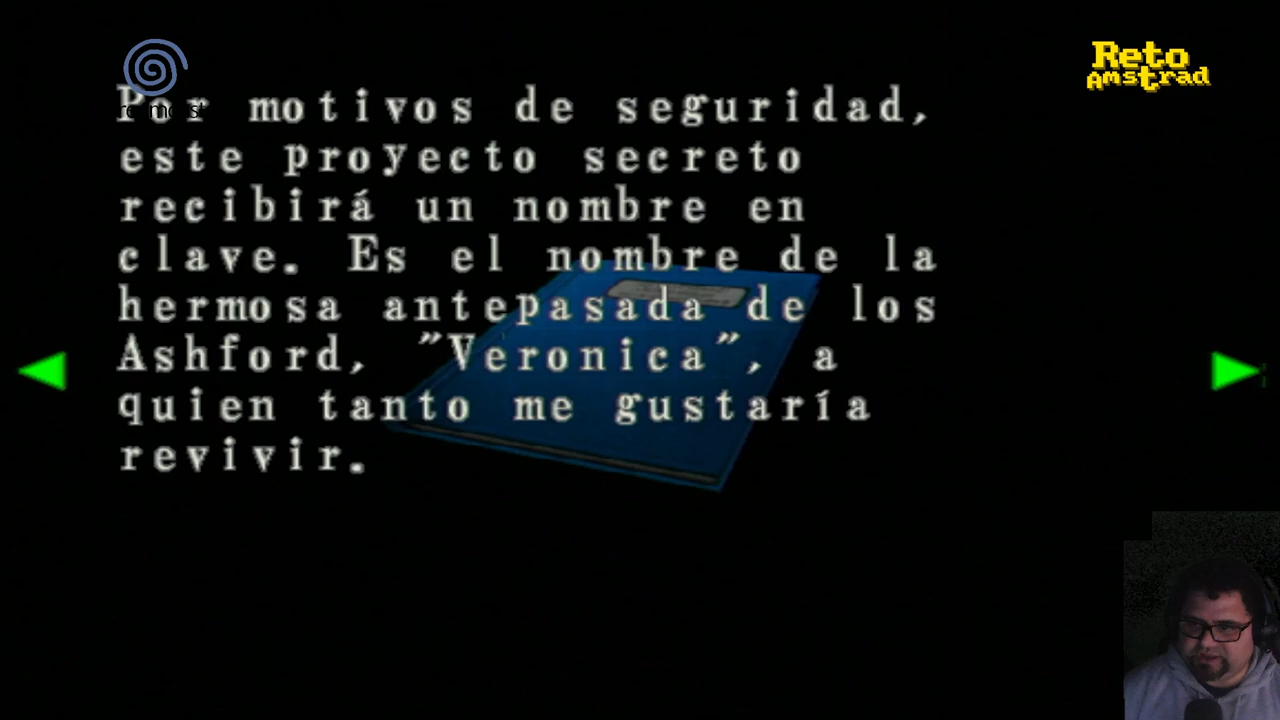 Reto
Amstrad
Por motivos de seguridad,
este proyecto secreto
recibirá un nombre en
clave. Es el nombre de la
hermosa antepasada de los
Ashford, "Veronica", a
quien tanto me gustaría
revivir.